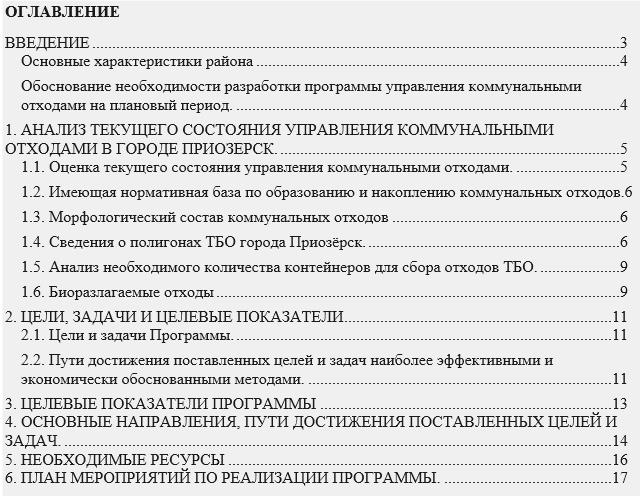 ОГЛАВЛЕНИЕ
ВВЕДЕНИЕ 3
Основные характеристики района 4
Обоснование необходимости разработки программы управления коммунальными
отходами на плановый период. 4
1. АНАЛИЗ ТЕКУЩЕГО СОСТОЯНИЯ УПРАВЛЕНИЯ КОММУНАЛЬНЫМИ
ОТХОДАМИ В ГОРОДЕ ПРИОЗЕРСК. 5
1.1. Оценка текущего состояния управления коммунальными отходами. 5
1.2. Имеющая нормативная база по образованию и накоплению коммунальных отходов.6
1.3. Морфологический состав коммунальных отходов 6
1.4. Сведения о полигонах ТБО города Приозёрск. 6
1.5. Анализ необходимого количества контейнеров для сбора отходов ТБО. 9
1.6. Биоразлагаемые отходы 9
2. ЦЕЛИ, ЗАДАЧИ И ЦЕЛЕВЫЕ ПОКАЗАТЕЛИ 11
2.1. Цели и задачи Программы. 11
2.2. Пути достижения поставленных целей и задач наиболее эффективными и
экономически обоснованными методами. 11
3. ЦЕЛЕВЫЕ ПОКАЗАТЕЛИ ПРОГРАММЫ 13
4. ОСНОВНЫЕ НАПРАВЛЕНИЯ, ПУТИ ДОСТИЖЕНИЯ ПОСТАВЛЕННЫХ ЦЕЛЕЙ И
ЗАДАЧ. 14
5. НЕОБХОДИМЫЕ РЕСУРСЫ 16
6. ПЛАН МЕРОПРИЯТИЙ ПО РЕАЛИЗАЦИИ ПРОГРАММЫ. 17